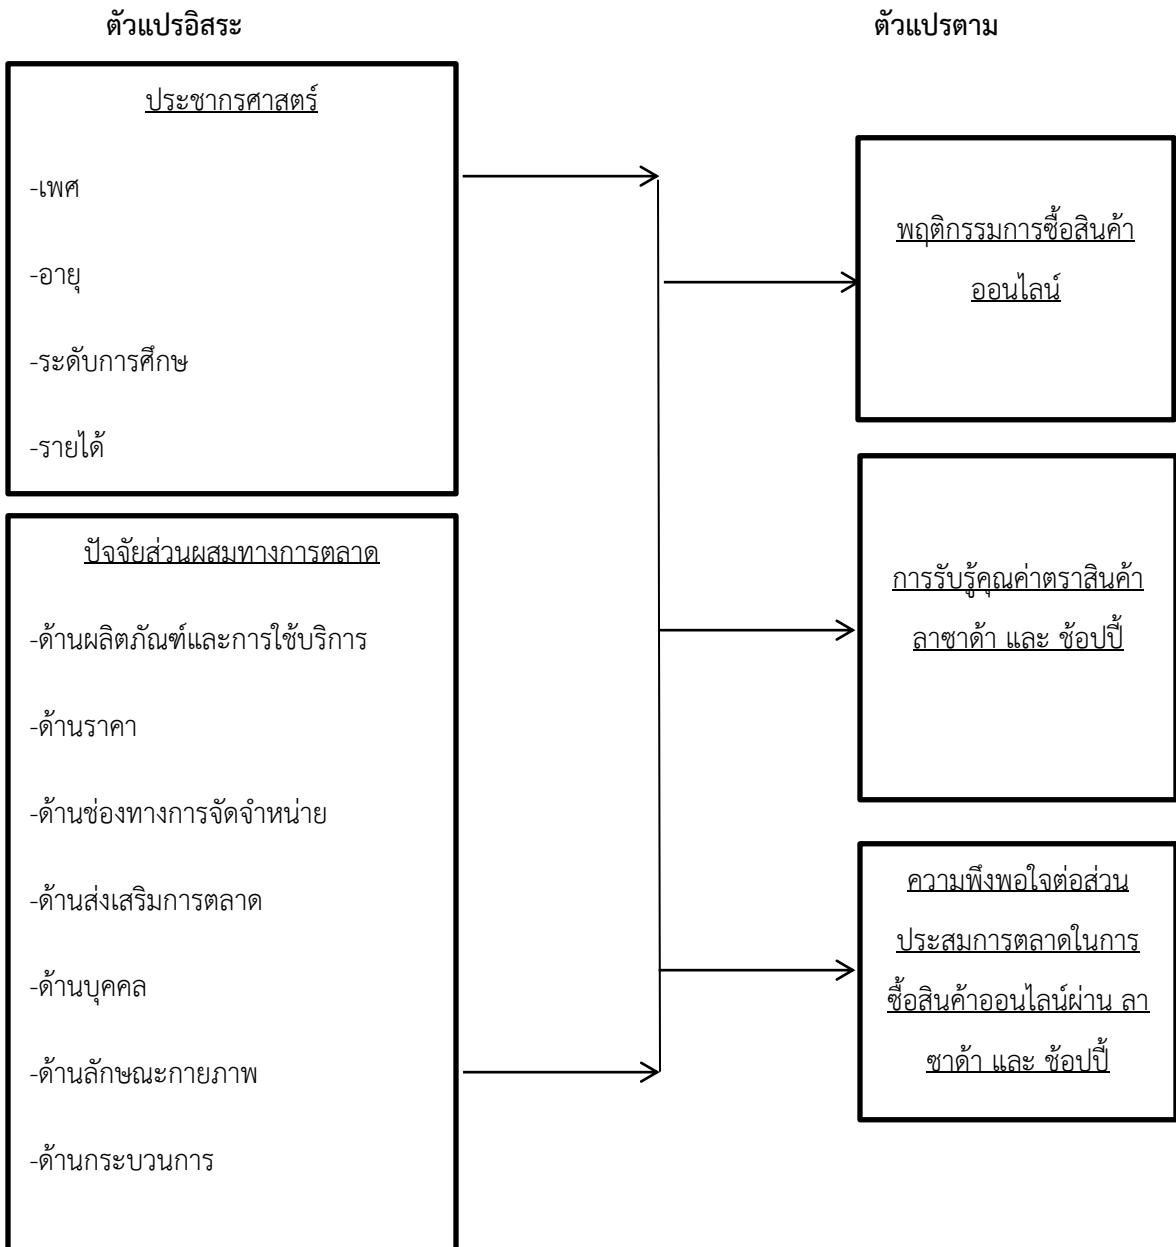 ตัวแปรอิสระ
ตัวแปรตาม
ประชากรศาสตร์
-เพศ
-อายุ
-ระดับการศึกษ
-รายได้
ปัจจัยส่วนผสมทางการตลาด
-ด้านผลิตภัณฑ์และการใช้บริการ
-ด้านราคา
-ด้านช่องทางการจัดจำหน่าย
-ด้านส่งเสริมการตลาด
-ด้านบุคคล
-ด้านลักษณะกายภาพ
-ด้านกระบวนการ
พฤติกรรมการซื้อสินค้า
ออนไลน์
การรับรู้คุณค่าตราสินค้า
ลาซาด้า และ ช้อปปี้
ความพึงพอใจต่อส่วน
ประสมการตลาดในการ
ซื้อสินค้าออนไลน์ผ่าน ลา
ซาด้า และ ช้อปปี้